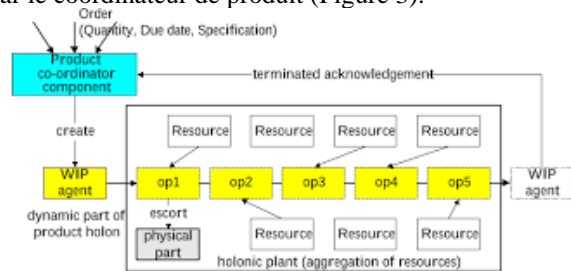 ar le coordinateur de produit (Figure 3).
Order
(Quantity, Due date, Specification)
Product
co-ordinator
component
terminated acknowledgement
create
Resource Resource Resource Resource
WIP
agent
op1 op2 op3 op4 op5
WIP
agent
dynamic part of
product holon
escort
physical
part
Resource Resource Resource
holonic plant (aggregation of resources)